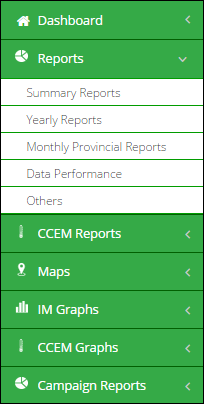 Dashboard
Reports
Summary Reports
Yearly Reports
Monthly Provincial Reports
Data Performance
Others
CCEM Reports
Maps
IM Graphs
CCEM Graphs
Campaign Reports